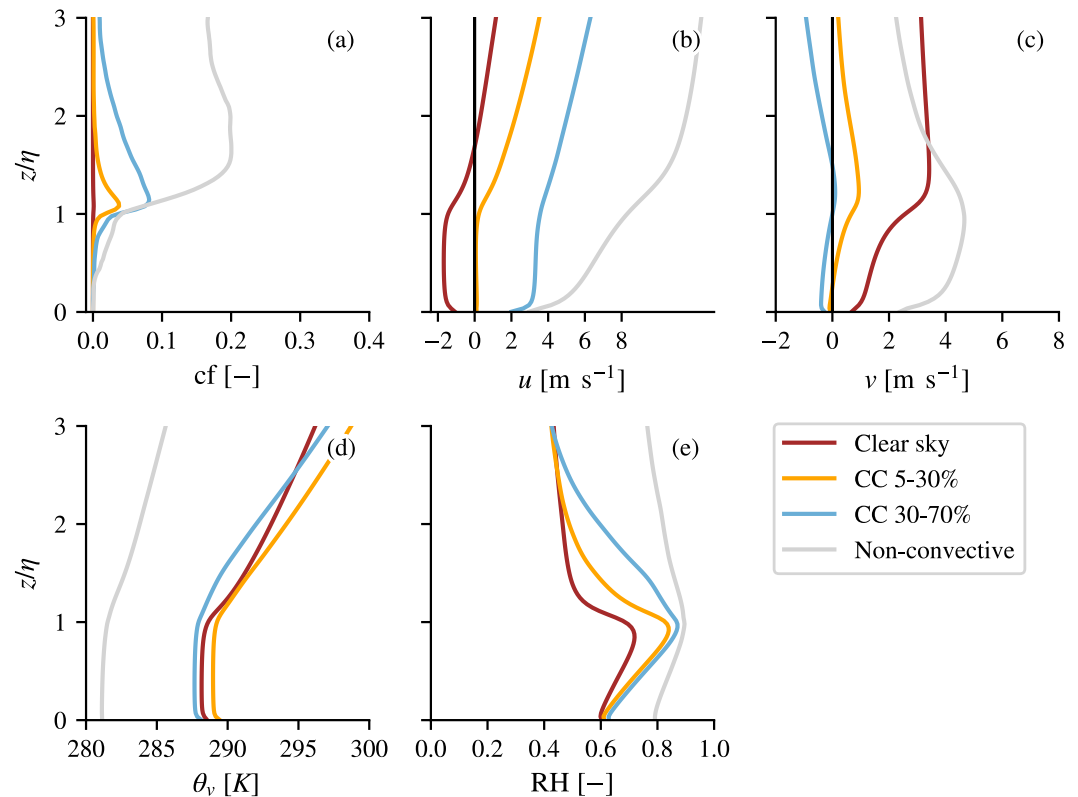 3
2
1
0
z/η
(a)
0.0 0.1 0.2 0.3 0.4
cf [−]
(b)
−2 0 2 4 6 8
u [m s⁻¹]
(c)
0 2 4 6 8
v [m s⁻¹]
3
2
1
0
z/η
(d)
280 285 290 295 300
θᵥ [K]
(e)
0.0 0.2 0.4 0.6 0.8 1.0
RH [−]
Clear sky
CC 5-30%
CC 30-70%
Non-convective